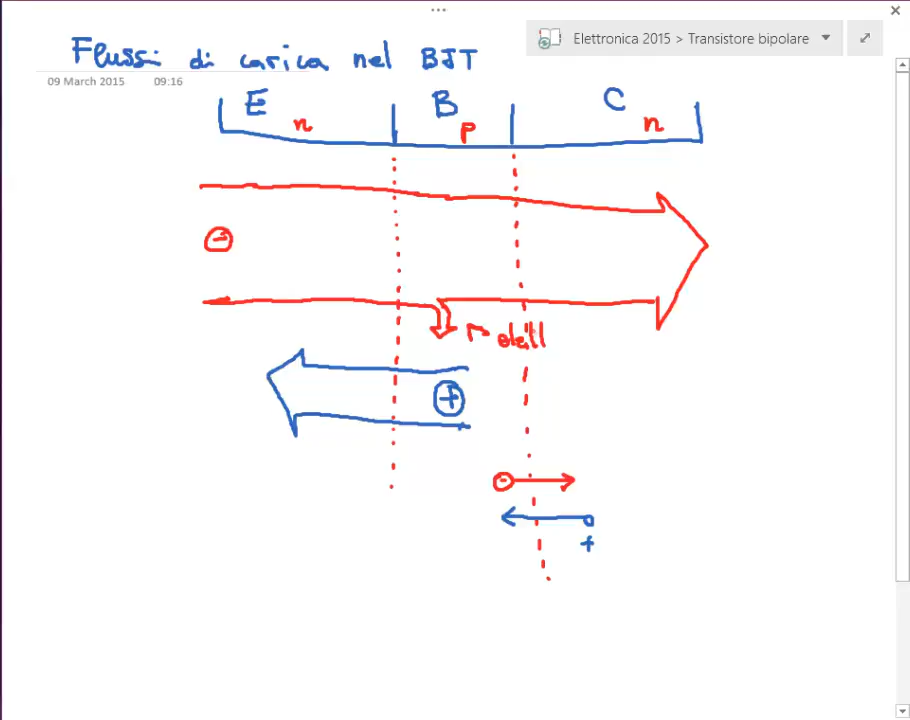 Elettronica 2015 > Transistore bipolare
Flussi di carica nel BJT
09 March 2015 09:16
E B C
n p n
-
+
-
+